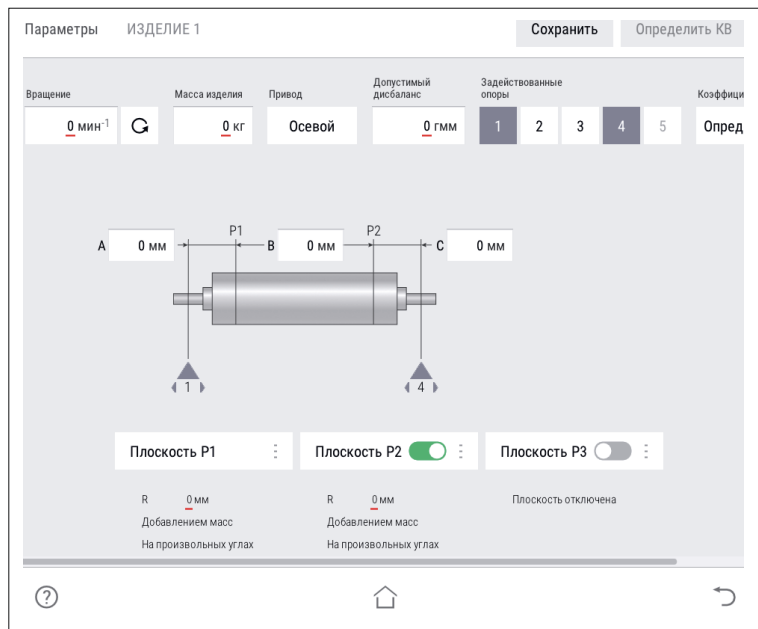 Параметры ИЗДЕЛИЕ 1 Сохранить Определить КВ
Вращение Масса изделия Привод Допустимый дисбаланс Задействованные опоры Коэффици
0 мин-1 0 кг Осевой 0 гмм 1 2 3 4 5 Опред
P1 P2
A 0 мм B 0 мм C 0 мм
1 4
Плоскость P1 Плоскость P2 Плоскость P3
R 0 мм R 0 мм Плоскость отключена
Добавлением масс Добавлением масс
На произвольных углах На произвольных углах
?